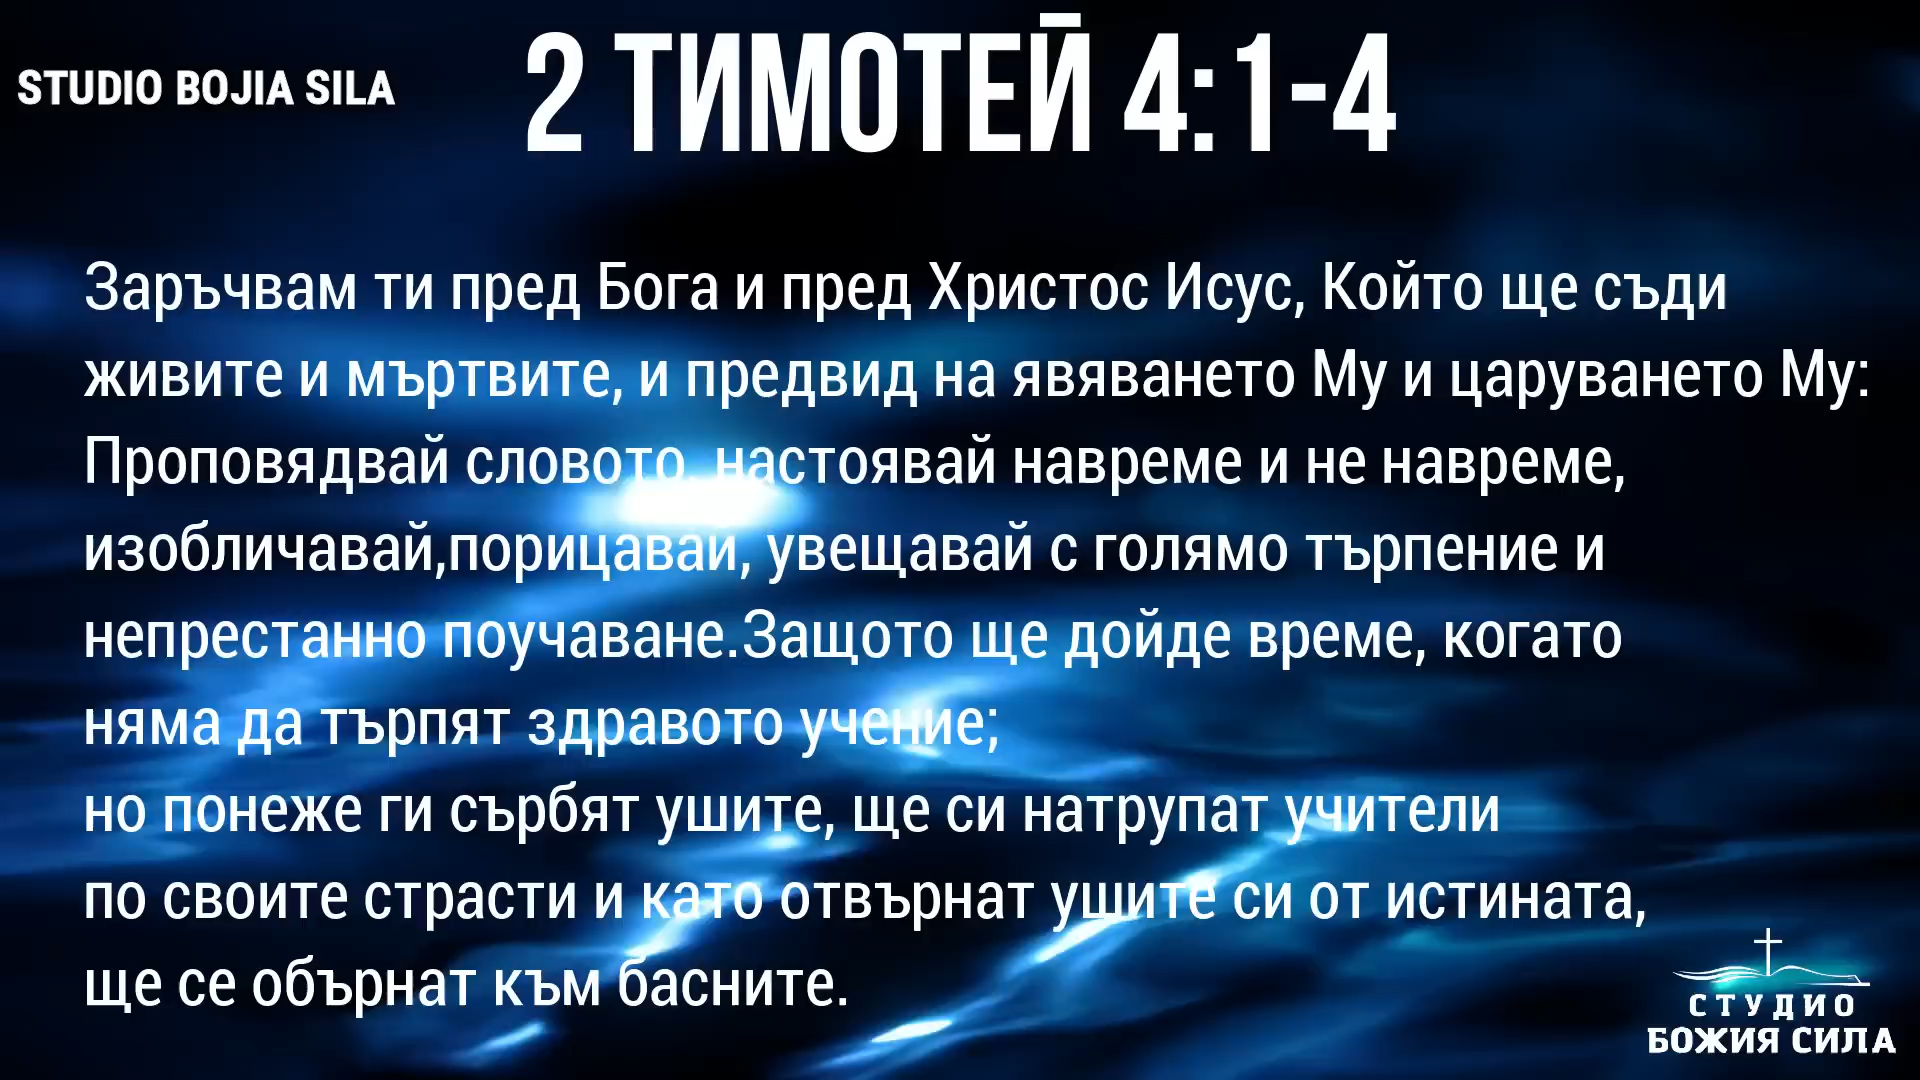 STUDIO BOJIA SILA
2 ТИМОТЕЙ 4:1-4
Заръчвам ти пред Бога и пред Христос Исус, Който ще съди
живите и мъртвите, и предвид на явяването Му и царуването Му:
Проповядвай словото, настоявай навреме и не навреме,
изобличавай,порицавай, увещавай с голямо търпение и
непрестанно поучаване.Защото ще дойде време, когато
няма да търпят здравото учение;
но понеже ги сърбят ушите, ще си натрупат учители
по своите страсти и като отвърнат ушите си от истината,
ще се обърнат към басните.
СТУДИО
БОЖИЯ СИЛА